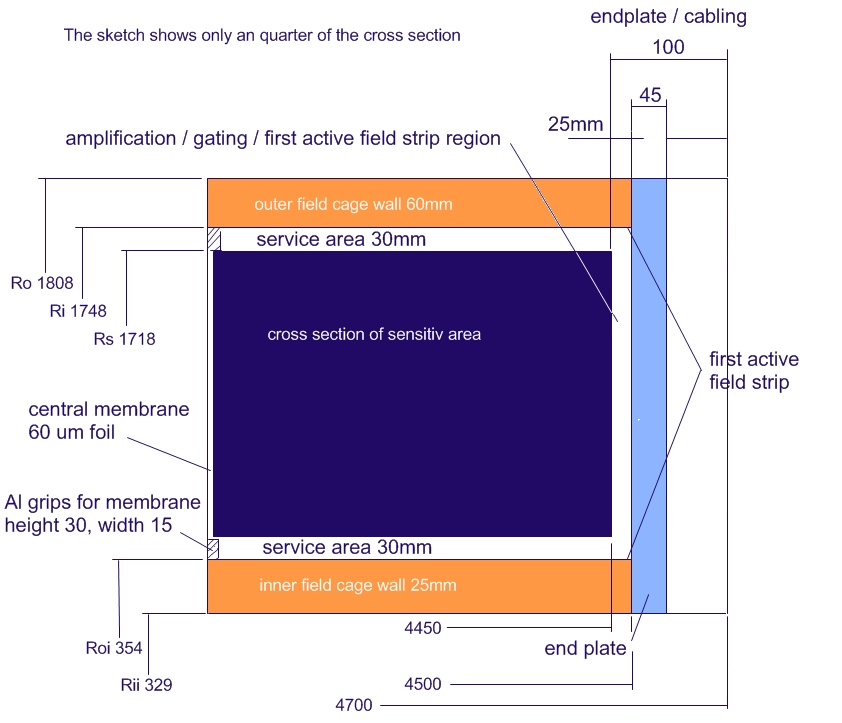 endplate / cabling
The sketch shows only an quarter of the cross section
100
45
25mm
amplification / gating / first active field strip region
outer field cage wall 60mm
service area 30mm
Ro 1808
Ri 1748
Rs 1718
cross section of sensitiv area
first active
field strip
central membrane
60 um foil
Al grips for membrane
height 30, width 15
service area 30mm
inner field cage wall 25mm
4450
Roi 354
end plate
Rii 329
4500
4700